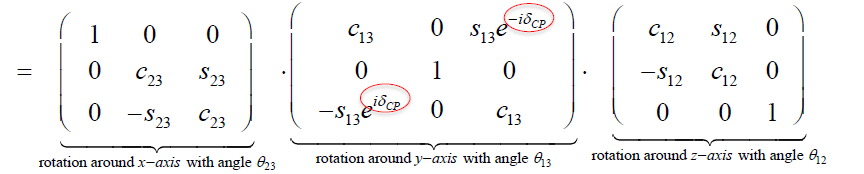 1 0 0 c₁₃ 0 s₁₃e^(−iδ_CP) c₁₂ s₁₂ 0
= 0 c₂₃ s₂₃ · 0 1 0 · −s₁₂ c₁₂ 0
0 −s₂₃ c₂₃ −s₁₃e^(iδ_CP) 0 c₁₃ 0 0 1
rotation around x−axis with angle θ₂₃ rotation around y−axis with angle θ₁₃ rotation around z−axis with angle θ₁₂